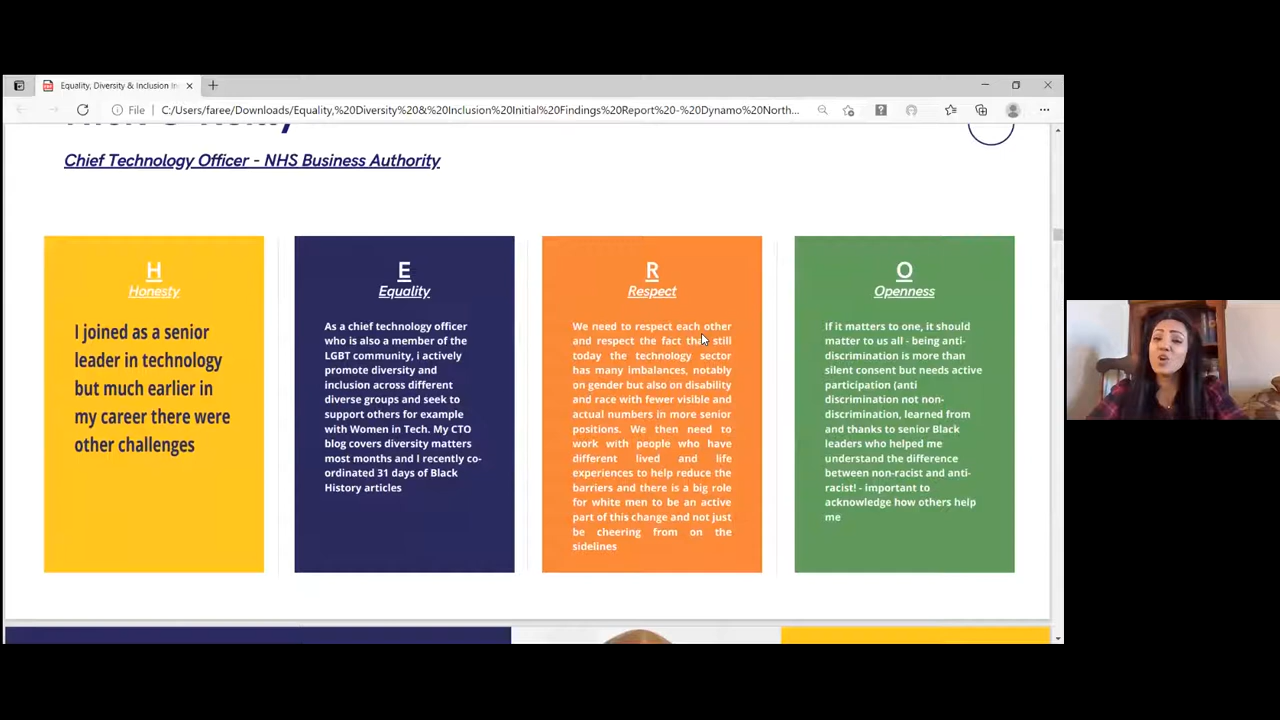 Equality, Diversity & Inclusion In
File
C:/Users/faree/Downloads/Equality,%20Diversity%20&%20Inclusion%20Initial%20Findings%20Report%20-%20Dynamo%20North...
Chief Technology Officer - NHS Business Authority
H
Honesty
I joined as a senior
leader in technology
but much earlier in
my career there were
other challenges
E
Equality
As a chief technology officer
who is also a member of the
LGBT community, i actively
promote diversity and
inclusion across different
diverse groups and seek to
support others for example
with Women in Tech. My CTO
blog covers diversity matters
most months and I recently co-
ordinated 31 days of Black
History articles
R
Respect
We need to respect each other
and respect the fact that still
today the technology sector
has many imbalances, notably
on gender but also on disability
and race with fewer visible and
actual numbers in more senior
positions. We then need to
work with people who have
different lived and life
experiences to help reduce the
barriers and there is a big role
for white men to be an active
part of this change and not just
be cheering from on the
sidelines
O
Openness
If it matters to one, it should
matter to us all - being anti-
discrimination is more than
silent consent but needs active
participation (anti
discrimination not non-
discrimination, learned from
and thanks to senior Black
leaders who helped me
understand the difference
between non-racist and anti-
racist! - important to
acknowledge how others help
me